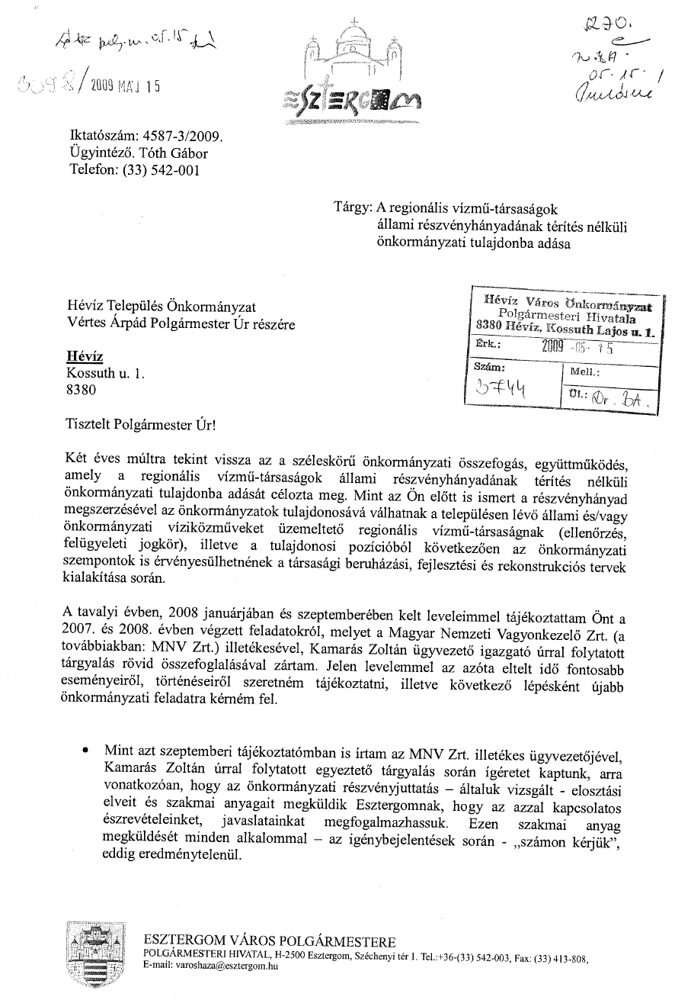 05.15
R70.
05.15.
3098/2009 MÁJ 15
ESZTERGOM
Iktatószám: 4587-3/2009.
Ügyintéző. Tóth Gábor
Telefon: (33) 542-001
Tárgy: A regionális vízmű-társaságok
állami részvényhányadának térítés nélküli
önkormányzati tulajdonba adása
Hévíz Település Önkormányzat
Vértes Árpád Polgármester Úr részére
Hévíz
Kossuth u. 1.
8380
Hévíz Város Önkormányzat
Polgármesteri Hivatala
8380 Hévíz, Kossuth Lajos u. 1.
Érk.: 2009 -05- 15
Szám: Mell.:
3744
Üi.: Dr. BA.
Tisztelt Polgármester Úr!
Két éves múltra tekint vissza az a széleskörű önkormányzati összefogás, együttműködés,
amely a regionális vízmű-társaságok állami részvényhányadának térítés nélküli
önkormányzati tulajdonba adását célozta meg. Mint az Ön előtt is ismert a részvényhányad
megszerzésével az önkormányzatok tulajdonosává válhatnak a településen lévő állami és/vagy
önkormányzati víziközműveket üzemeltető regionális vízmű-társaságnak (ellenőrzés,
felügyeleti jogkör), illetve a tulajdonosi pozícióból következően az önkormányzati
szempontok is érvényesülhetnének a társasági beruházási, fejlesztési és rekonstrukciós tervek
kialakítása során.
A tavalyi évben, 2008 januárjában és szeptemberében kelt leveleimmel tájékoztattam Önt a
2007. és 2008. évben végzett feladatokról, melyet a Magyar Nemzeti Vagyonkezelő Zrt. (a
továbbiakban: MNV Zrt.) illetékesével, Kamarás Zoltán ügyvezető igazgató úrral folytatott
tárgyalás rövid összefoglalásával zártam. Jelen levelemmel az azóta eltelt idő fontosabb
eseményeiről, történéseiről szeretném tájékoztatni, illetve következő lépésként újabb
önkormányzati feladatra kérném fel.
• Mint azt szeptemberi tájékoztatómban is írtam az MNV Zrt. illetékes ügyvezetőjével,
Kamarás Zoltán úrral folytatott egyeztető tárgyalás során ígéretet kaptunk, arra
vonatkozóan, hogy az önkormányzati részvényjuttatás – általuk vizsgált - elosztási
elveit és szakmai anyagait megküldik Esztergomnak, hogy az azzal kapcsolatos
észrevételeinket, javaslatainkat megfogalmazhassuk. Ezen szakmai anyag
megküldését minden alkalommal – az igénybejelentések során - „számon kérjük”,
eddig eredménytelenül.
ESZTERGOM VÁROS POLGÁRMESTERE
POLGÁRMESTERI HIVATAL, H-2500 Esztergom, Széchenyi tér 1. Tel.:+36-(33) 542-003, Fax: (33) 413-808,
E-mail: varoshaza@esztergom.hu